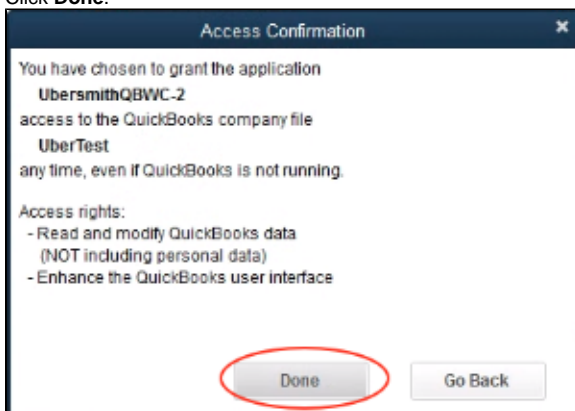 Click Done.
Access Confirmation ×
You have chosen to grant the application
UbersmithQBWC-2
access to the QuickBooks company file
UberTest
any time, even if QuickBooks is not running.
Access rights:
- Read and modify QuickBooks data
(NOT including personal data)
- Enhance the QuickBooks user interface
Done Go Back